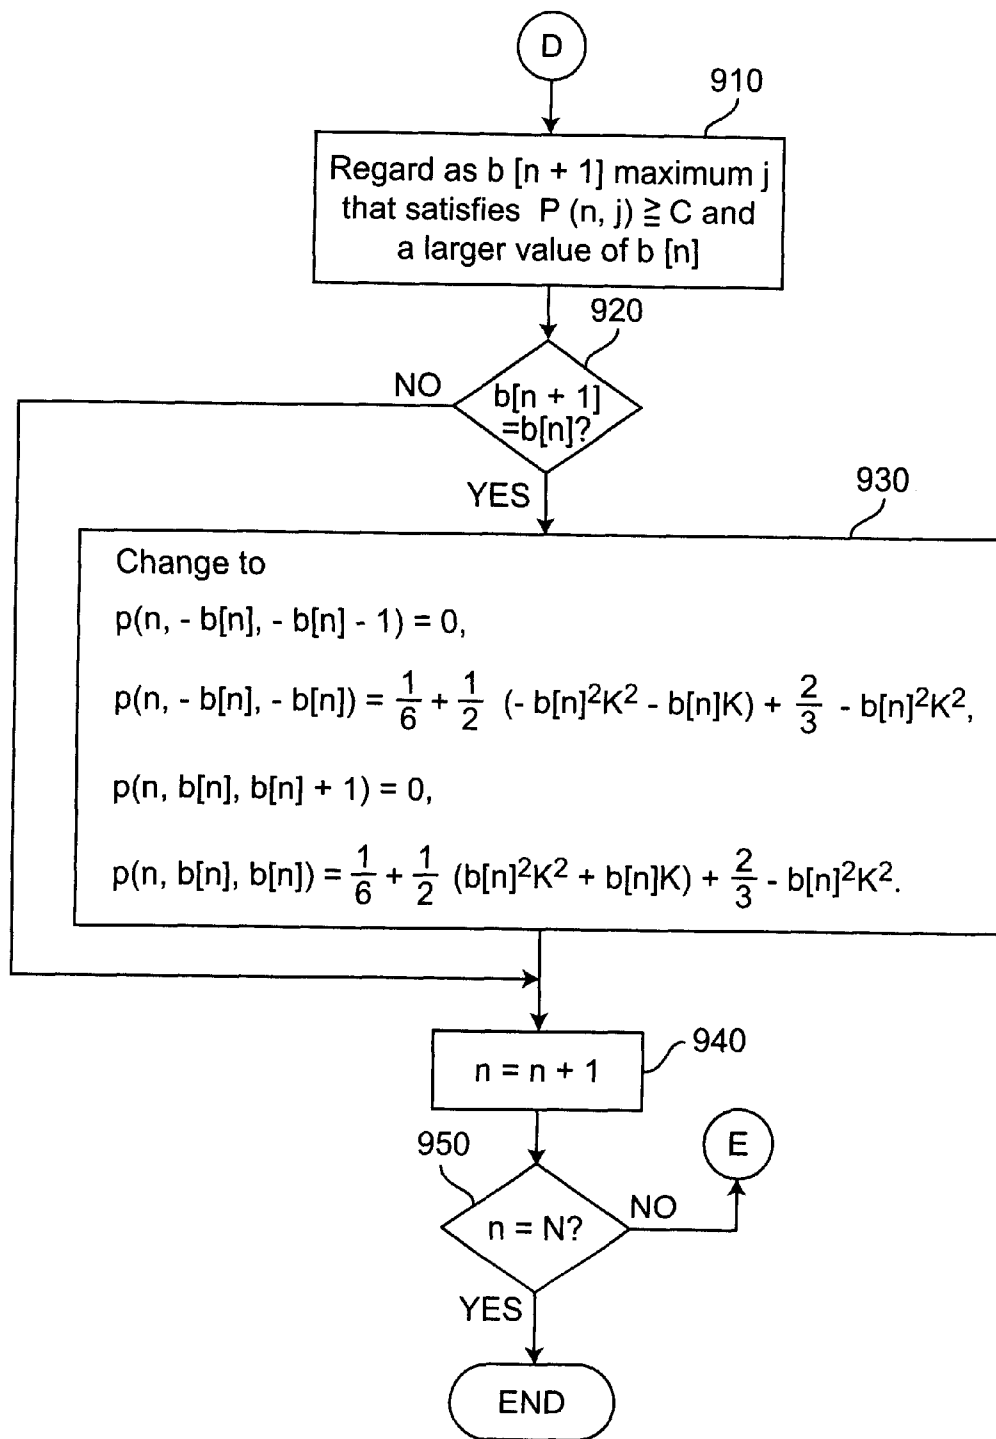 D
910
Regard as b [n + 1] maximum j
that satisfies P (n, j) ≧ C and
a larger value of b [n]
920
NO
b[n + 1]
=b[n]?
YES
930
Change to
p(n, - b[n], - b[n] - 1) = 0,
p(n, - b[n], - b[n]) = 1/6 + 1/2 (- b[n]²K² - b[n]K) + 2/3 - b[n]²K²,
p(n, b[n], b[n] + 1) = 0,
p(n, b[n], b[n]) = 1/6 + 1/2 (b[n]²K² + b[n]K) + 2/3 - b[n]²K².
n = n + 1
940
950
E
n = N?
NO
YES
END